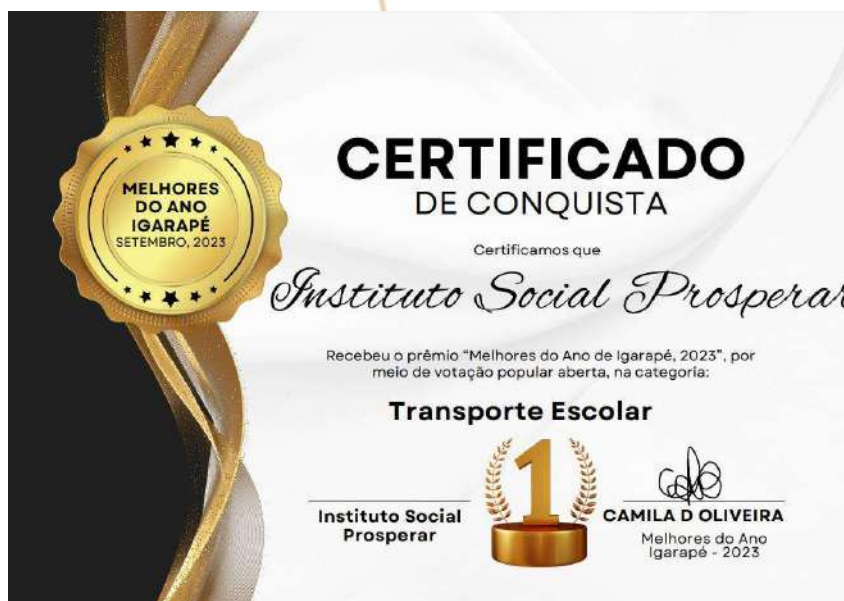 MELHORES
DO ANO
IGARAPÉ
SETEMBRO, 2023
CERTIFICADO
DE CONQUISTA
Certificamos que
Instituto Social Prosperar
Recebeu o prêmio “Melhores do Ano de Igarapé, 2023”, por
meio de votação popular aberta, na categoria:
Transporte Escolar
1
Instituto Social
Prosperar
CAMILA D OLIVEIRA
Melhores do Ano
Igarapé - 2023